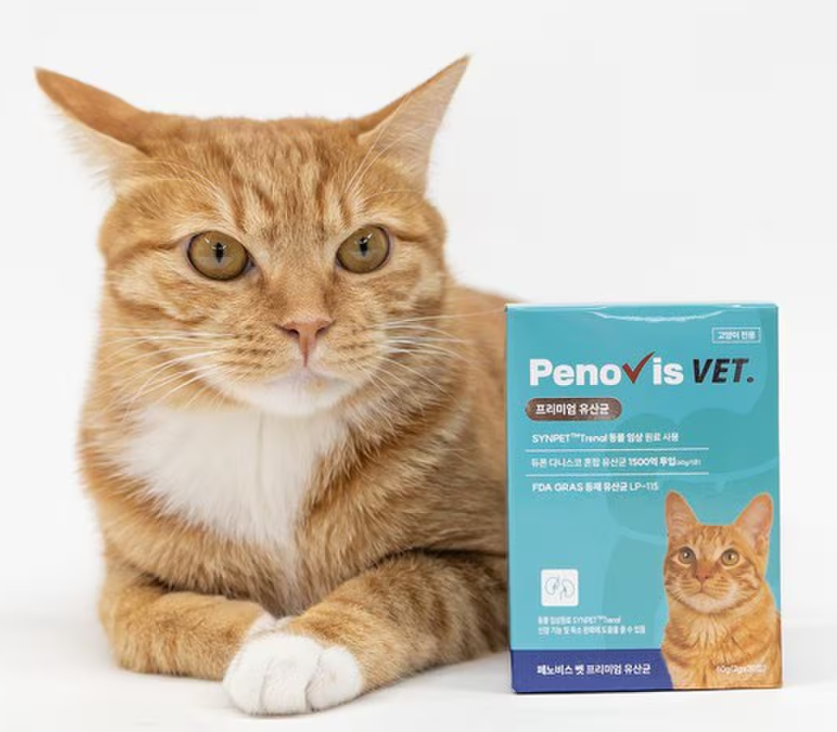 고양이 전용
Penovis VET.
프리미엄 유산균
SYNPET™Trenal 동물 임상 원료 사용
듀폰 다니스코 혼합 유산균 1500억 투입
FDA GRAS 등재 유산균 LP-115
동물 임상원료 SYNPET™Trenal
신장 기능 및 독소 완화에 도움을 줄 수 있음
페노비스 벳 프리미엄 유산균
60g